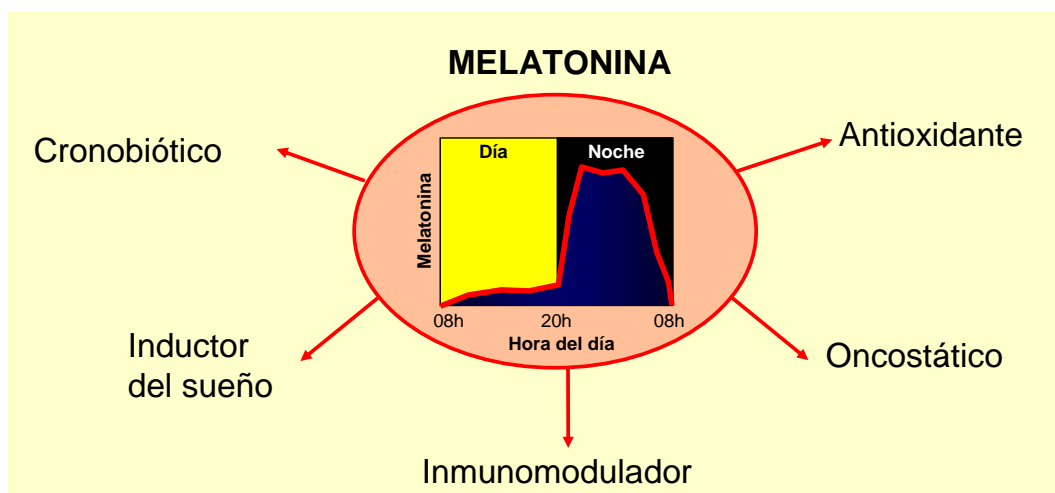 MELATONINA
Cronobiótico
Antioxidante
Día
Noche
Melatonina
08h
20h
08h
Hora del día
Inductor
del sueño
Oncostático
Inmunomodulador